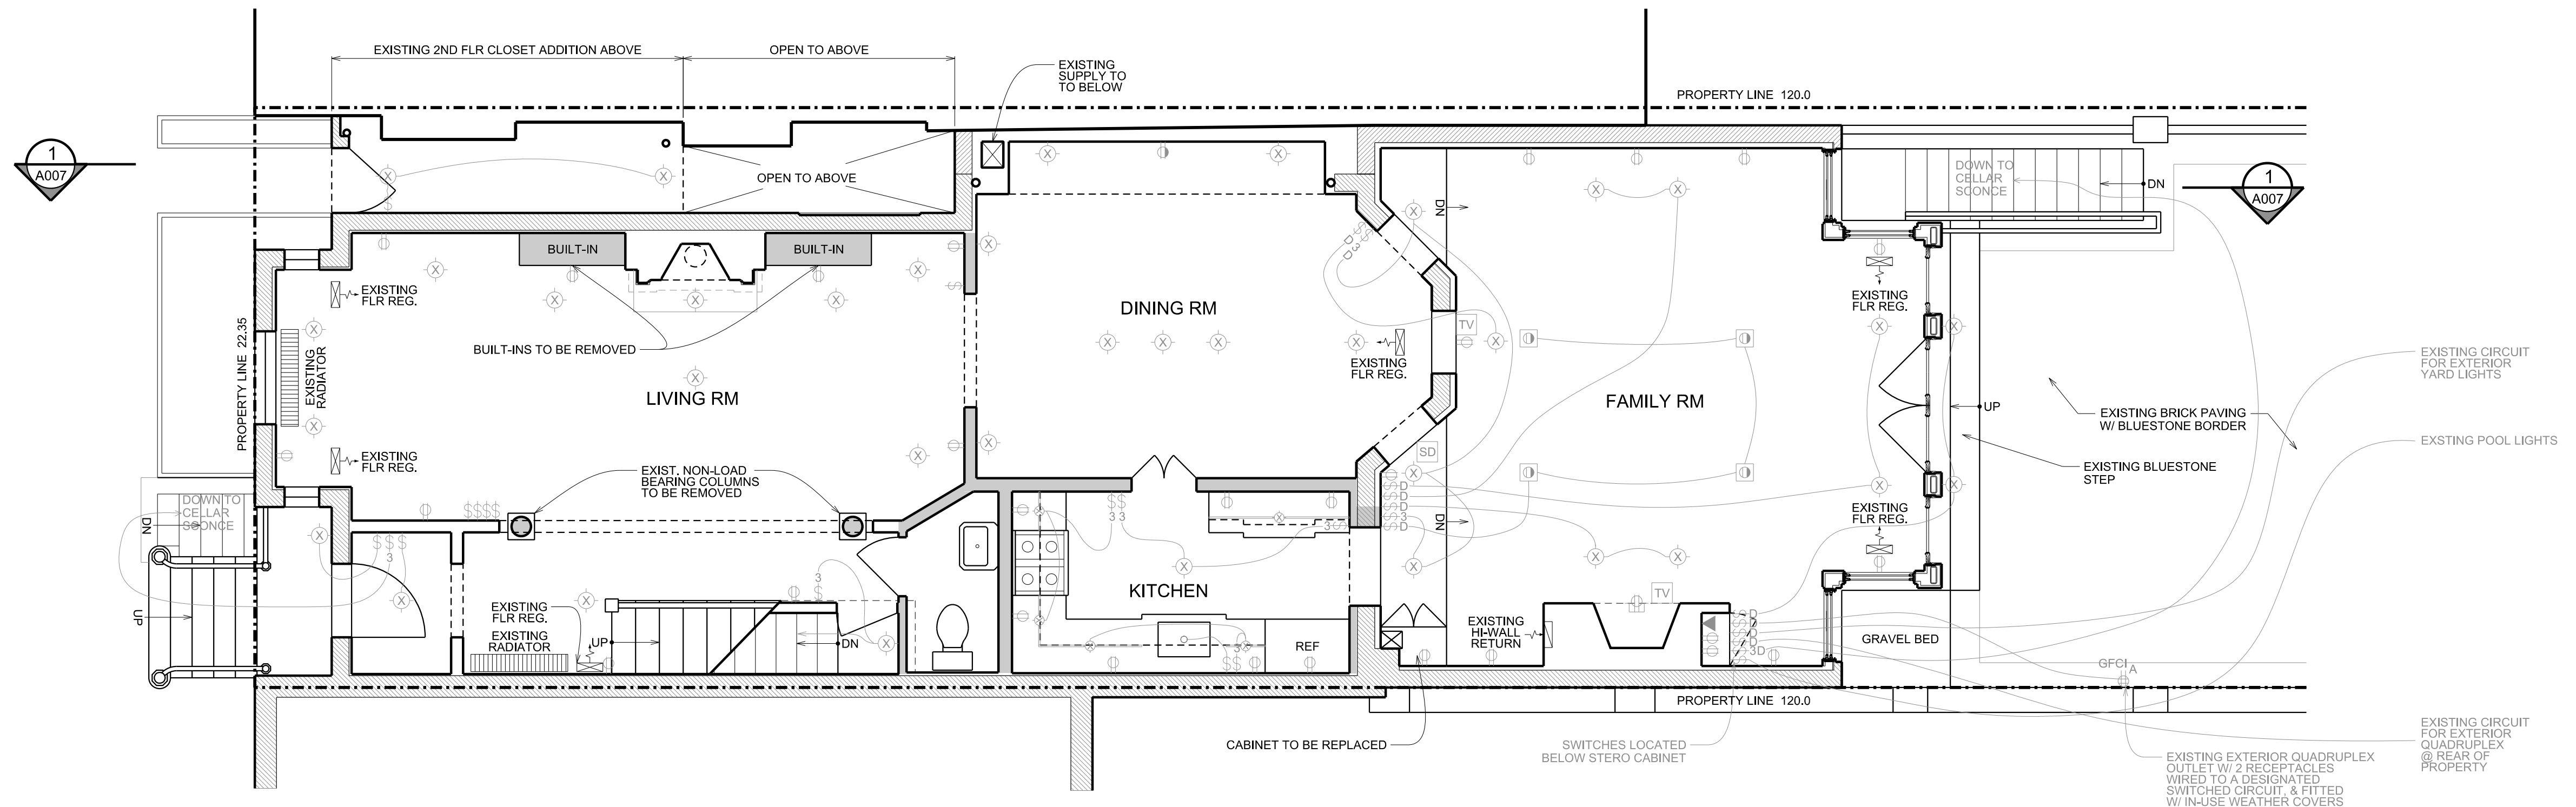 EXISTING 2ND FLR CLOSET ADDITION ABOVE
OPEN TO ABOVE
EXISTING
SUPPLY TO
TO BELOW
PROPERTY LINE 120.0
1
A007
OPEN TO ABOVE
DOWN TO
CELLAR
SCONCE
DN
1
A007
BUILT-IN
BUILT-IN
DN
EXISTING
FLR REG.
EXISTING
FLR REG.
DINING RM
TV
PROPERTY LINE 22.35
EXISTING
RADIATOR
BUILT-INS TO BE REMOVED
EXISTING
FLR REG.
EXISTING CIRCUIT
FOR EXTERIOR
YARD LIGHTS
LIVING RM
FAMILY RM
UP
EXISTING BRICK PAVING
W/ BLUESTONE BORDER
EXSTING POOL LIGHTS
EXISTING
FLR REG.
EXIST. NON-LOAD
BEARING COLUMNS
TO BE REMOVED
SD
EXISTING BLUESTONE
STEP
DOWN TO
CELLAR
SCONCE
DN
$$$$
$$
3 3
DN
EXISTING
FLR REG.
$$$
3
UP
EXISTING
FLR REG.
EXISTING
RADIATOR
UP
DN
3
$
KITCHEN
REF
$$
3
TV
EXISTING
HI-WALL
RETURN
GRAVEL BED
GFCI
A
PROPERTY LINE 120.0
CABINET TO BE REPLACED
SWITCHES LOCATED
BELOW STERO CABINET
EXISTING EXTERIOR QUADRUPLEX
OUTLET W/ 2 RECEPTACLES
WIRED TO A DESIGNATED
SWITCHED CIRCUIT, & FITTED
W/ IN-USE WEATHER COVERS
EXISTING CIRCUIT
FOR EXTERIOR
QUADRUPLEX
@ REAR OF
PROPERTY